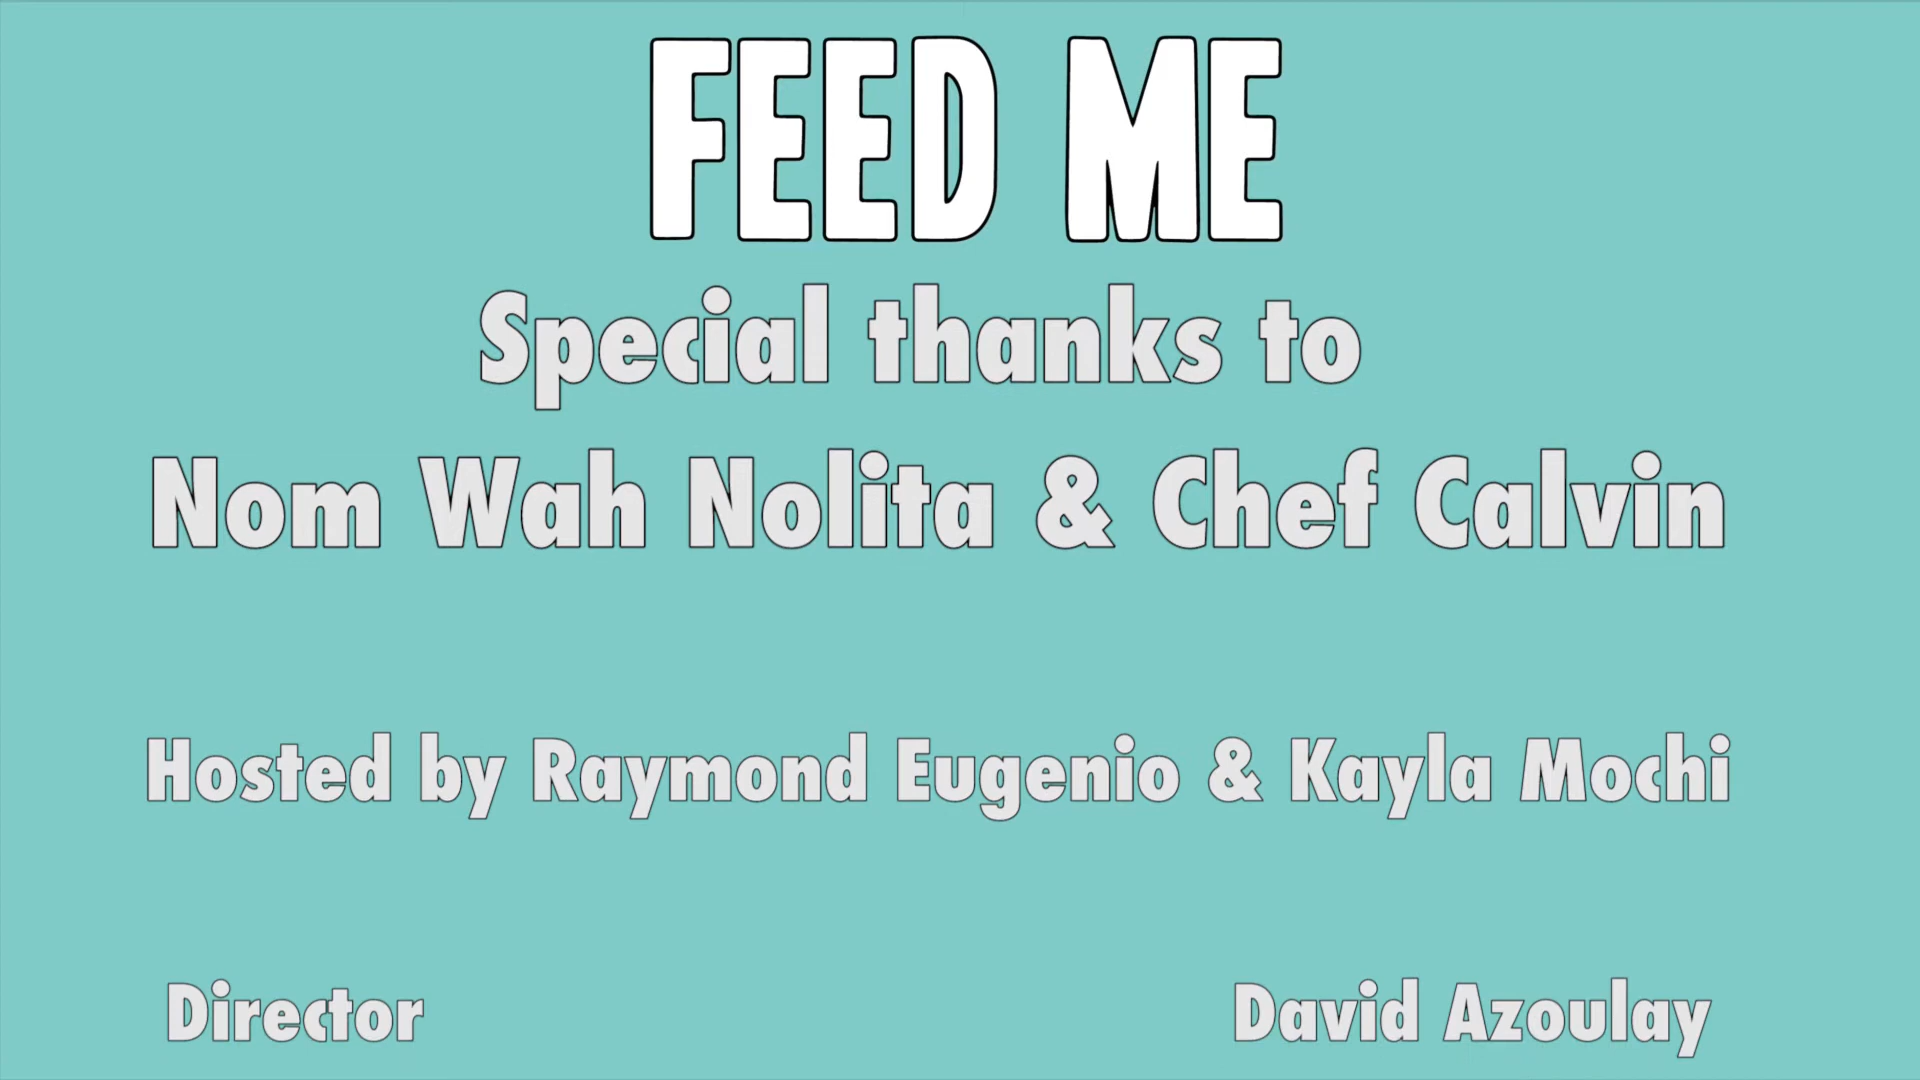 FEED ME
Special thanks to
Nom Wah Nolita & Chef Calvin
Hosted by Raymond Eugenio & Kayla Mochi
Director David Azoulay